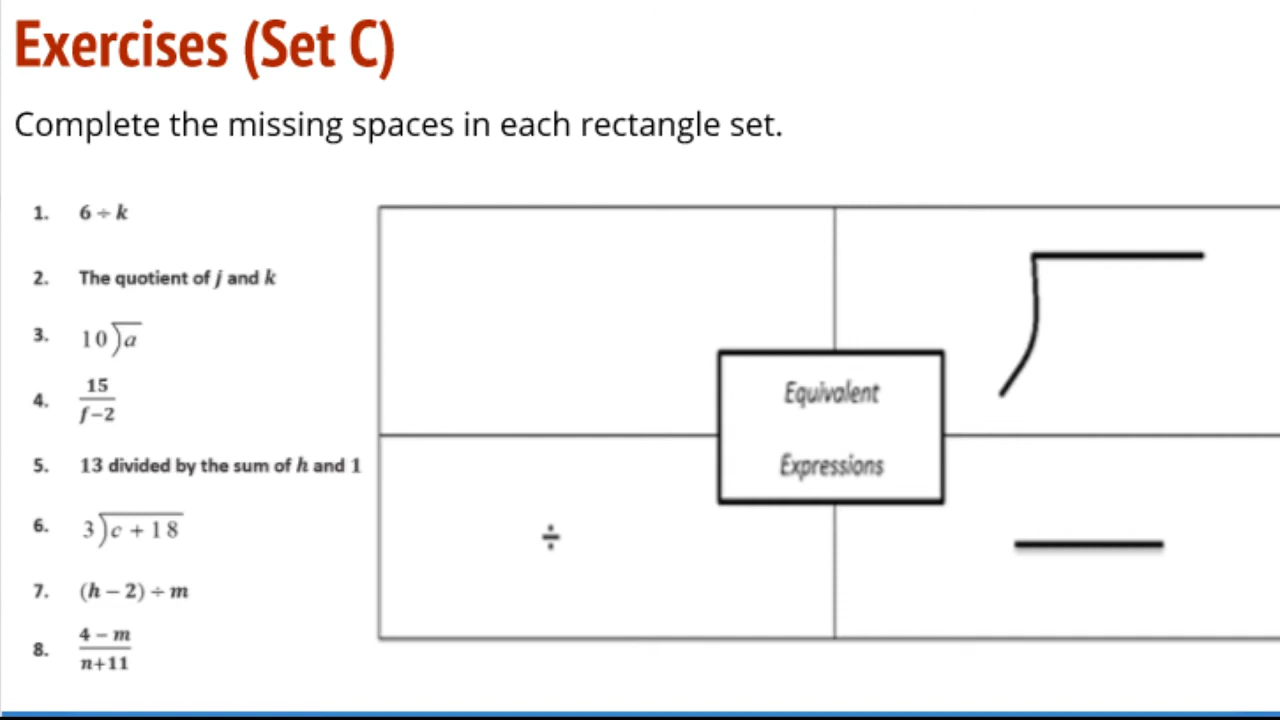 Exercises (Set C)
Complete the missing spaces in each rectangle set.
1. 6 ÷ k
2. The quotient of j and k
3. 10)a
4. 15
f−2
5. 13 divided by the sum of h and 1
6. 3)c + 18
7. (h − 2) ÷ m
8. 4 − m
n+11
Equivalent
Expressions
÷